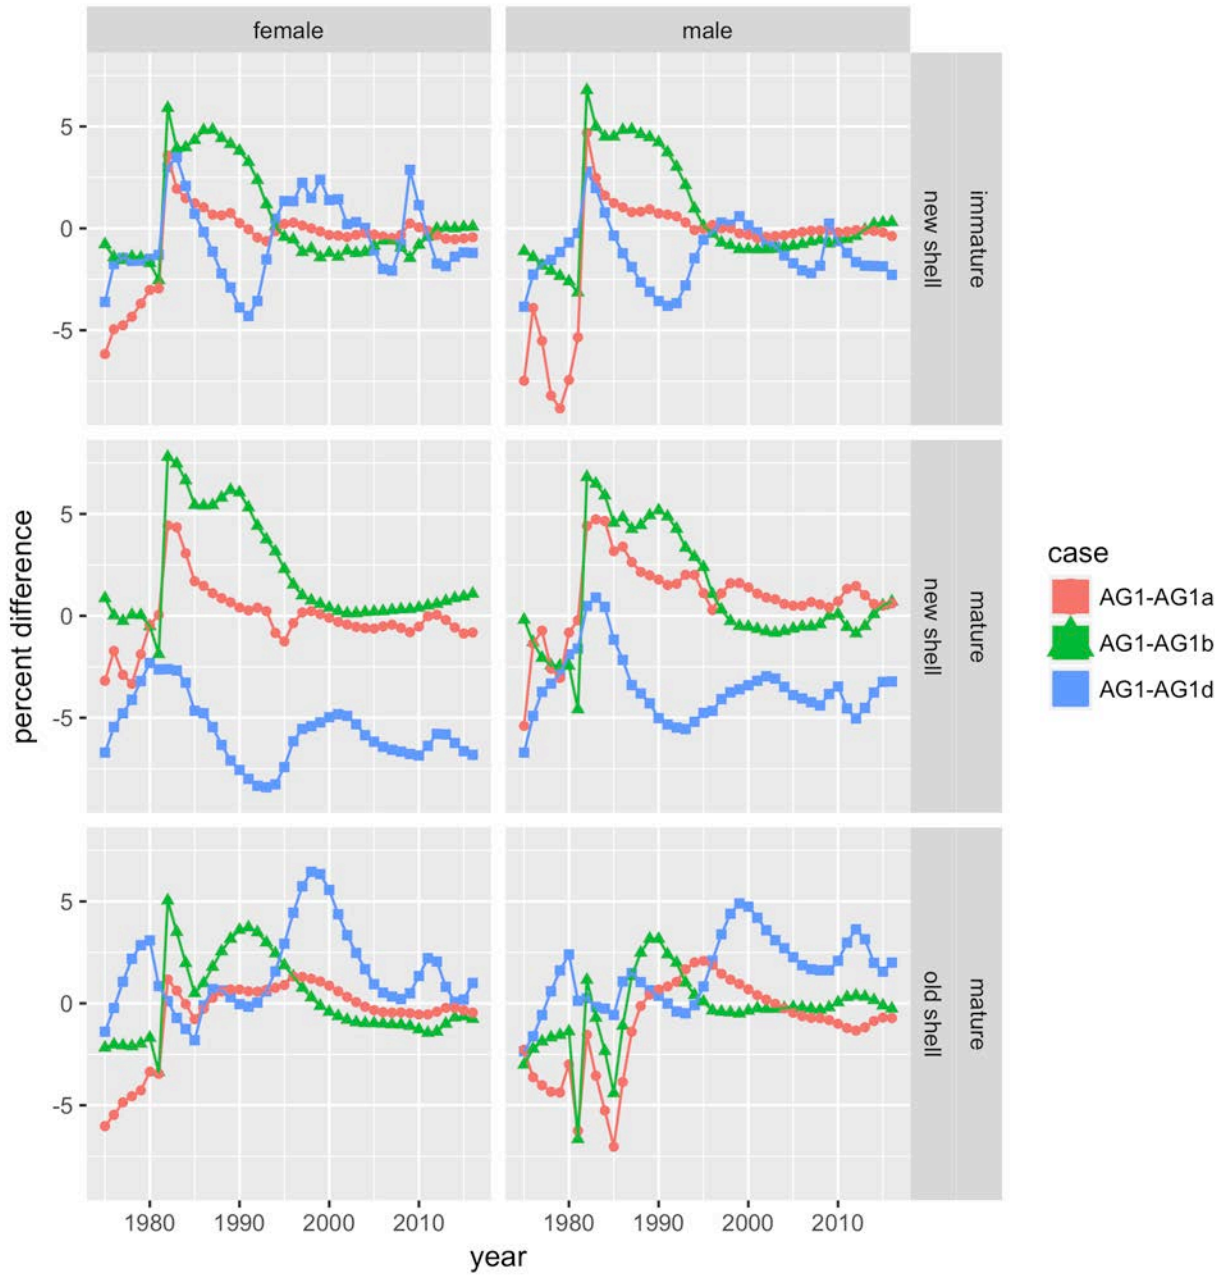 female
male
5
0
-5
new shell
immature
percent difference
5
0
-5
new shell
mature
case
AG1-AG1a
AG1-AG1b
AG1-AG1d
5
0
-5
old shell
mature
1980
1990
2000
2010
1980
1990
2000
2010
year